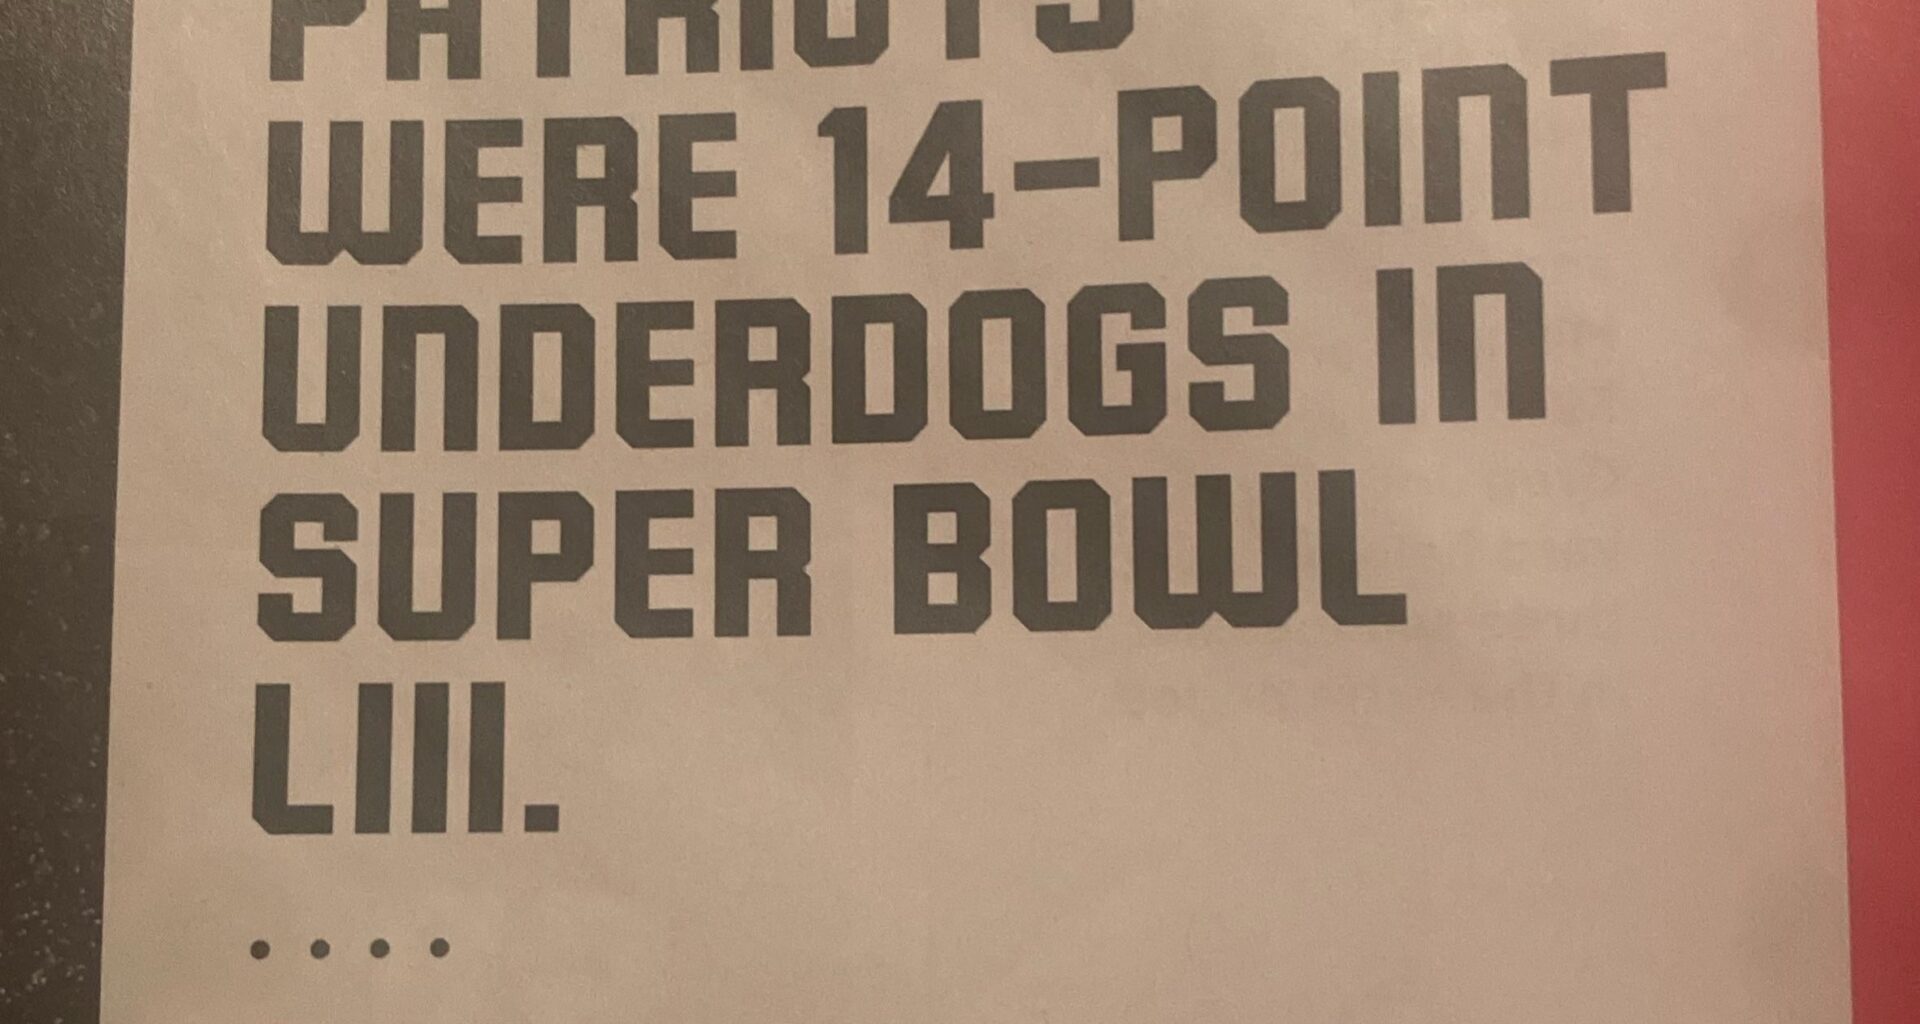 PATRIOTS
WERE 14-POINT
UNDERDOGS IN
SUPER BOWL
LIII.